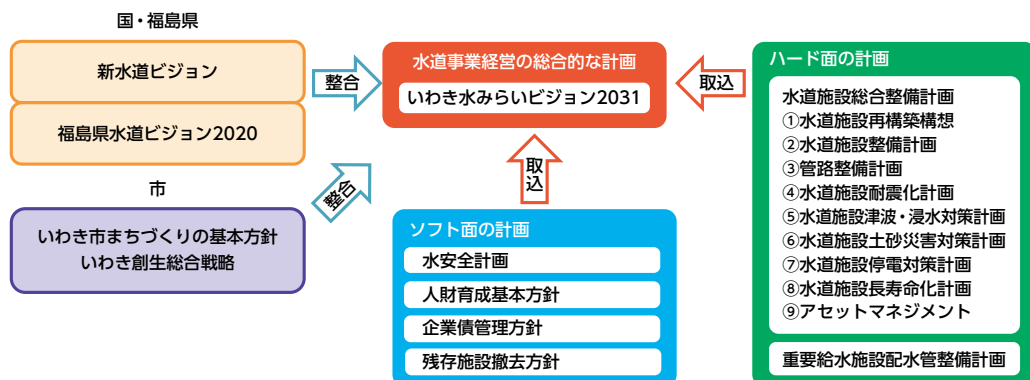 国・福島県
新水道ビジョン
福島県水道ビジョン2020
整合
市
いわき市まちづくりの基本方針
いわき創生総合戦略
整合
水道事業経営の総合的な計画
いわき水みらいビジョン2031
取込
ソフト面の計画
水安全計画
人財育成基本方針
企業債管理方針
残存施設撤去方針
取込
ハード面の計画
水道施設総合整備計画
①水道施設再構築構想
②水道施設整備計画
③管路整備計画
④水道施設耐震化計画
⑤水道施設津波・浸水対策計画
⑥水道施設土砂災害対策計画
⑦水道施設停電対策計画
⑧水道施設長寿命化計画
⑨アセットマネジメント
重要給水施設配水管整備計画